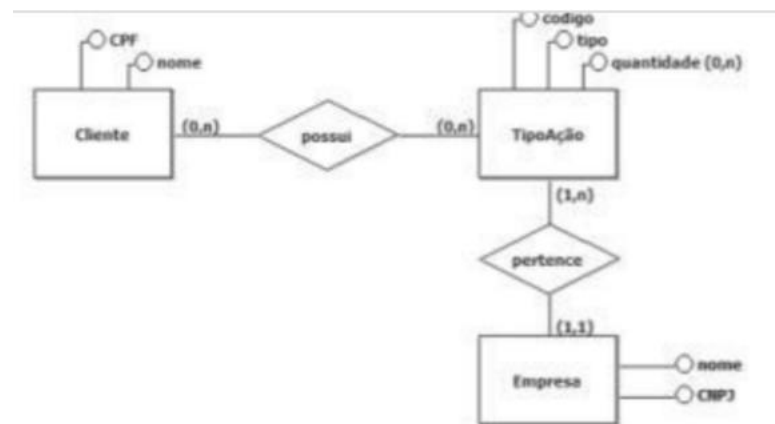 codigo
CPF
tipo
nome
quantidade (0,n)
Cliente
(0,n)
possui
(0,n)
TipoAção
(1,n)
pertence
(1,1)
Empresa
nome
CNPJ